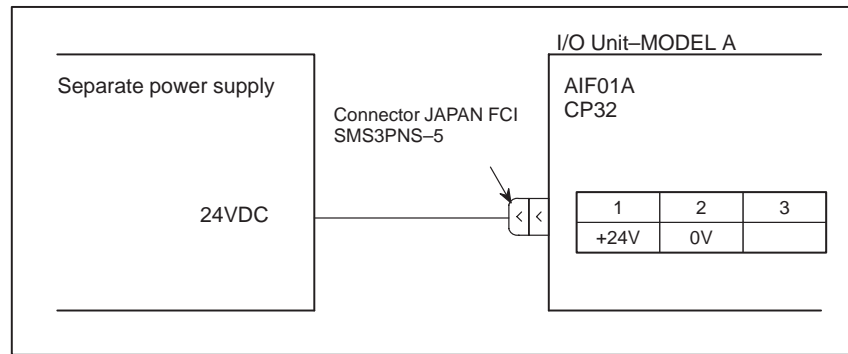 I/O Unit–MODEL A
Separate power supply
AIF01A
CP32
Connector JAPAN FCI
SMS3PNS–5
24VDC
1 2 3
+24V 0V